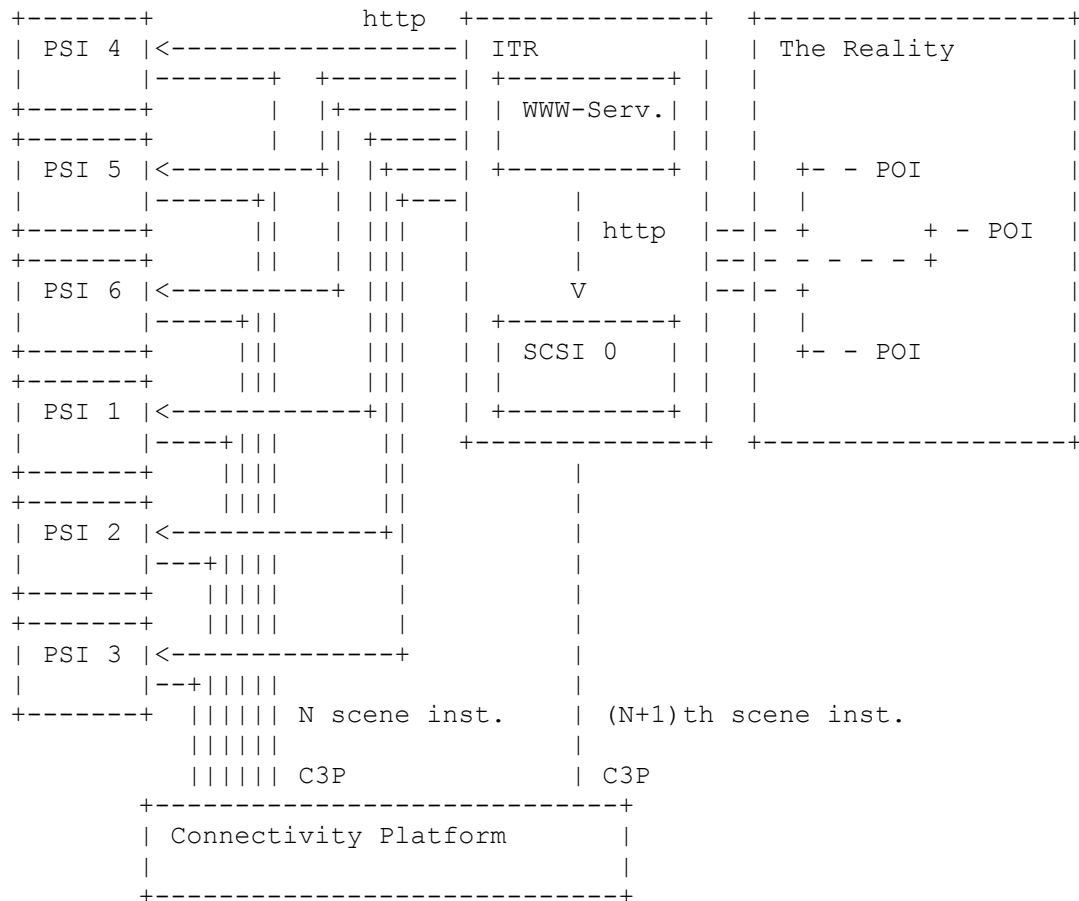 http
PSI 4 ITR The Reality
WWW-Serv.
PSI 5 POI
http POI
PSI 6 V
SCSI 0 POI
PSI 1
PSI 2
PSI 3
N scene inst. (N+1)th scene inst.
C3P C3P
Connectivity Platform